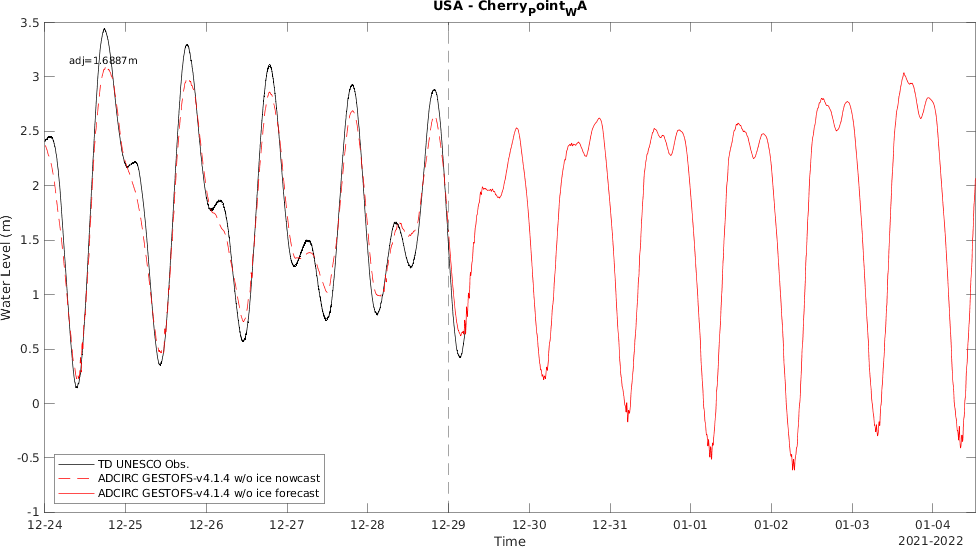 USA - Cherry_Point_WA
adj=1.6887m
3.5
3
2.5
2
1.5
1
0.5
0
-0.5
-1
Water Level (m)
TD UNESCO Obs.
ADCIRC GESTOFS-v4.1.4 w/o ice nowcast
ADCIRC GESTOFS-v4.1.4 w/o ice forecast
12-24 12-25 12-26 12-27 12-28 12-29 12-30 12-31 01-01 01-02 01-03 01-04
Time
2021-2022